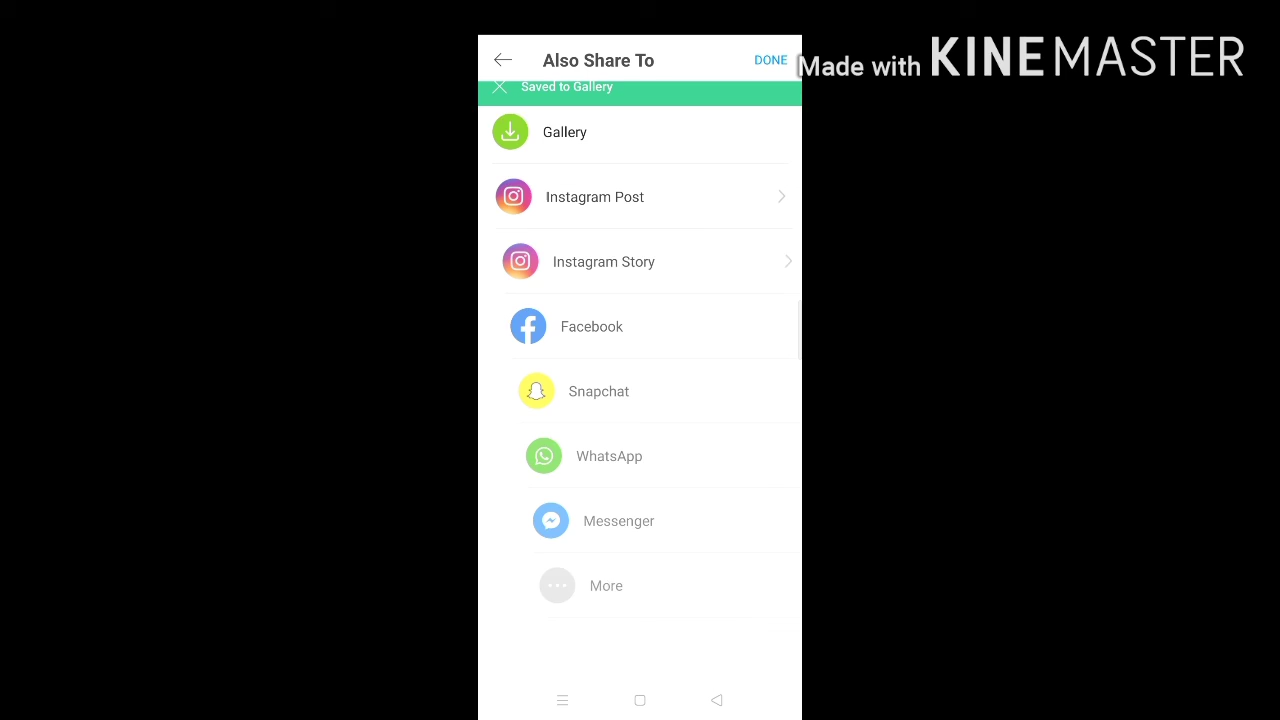 Also Share To
DONE
Made with KINEMASTER
Saved to Gallery
Gallery
Instagram Post
Instagram Story
Facebook
Snapchat
WhatsApp
Messenger
More